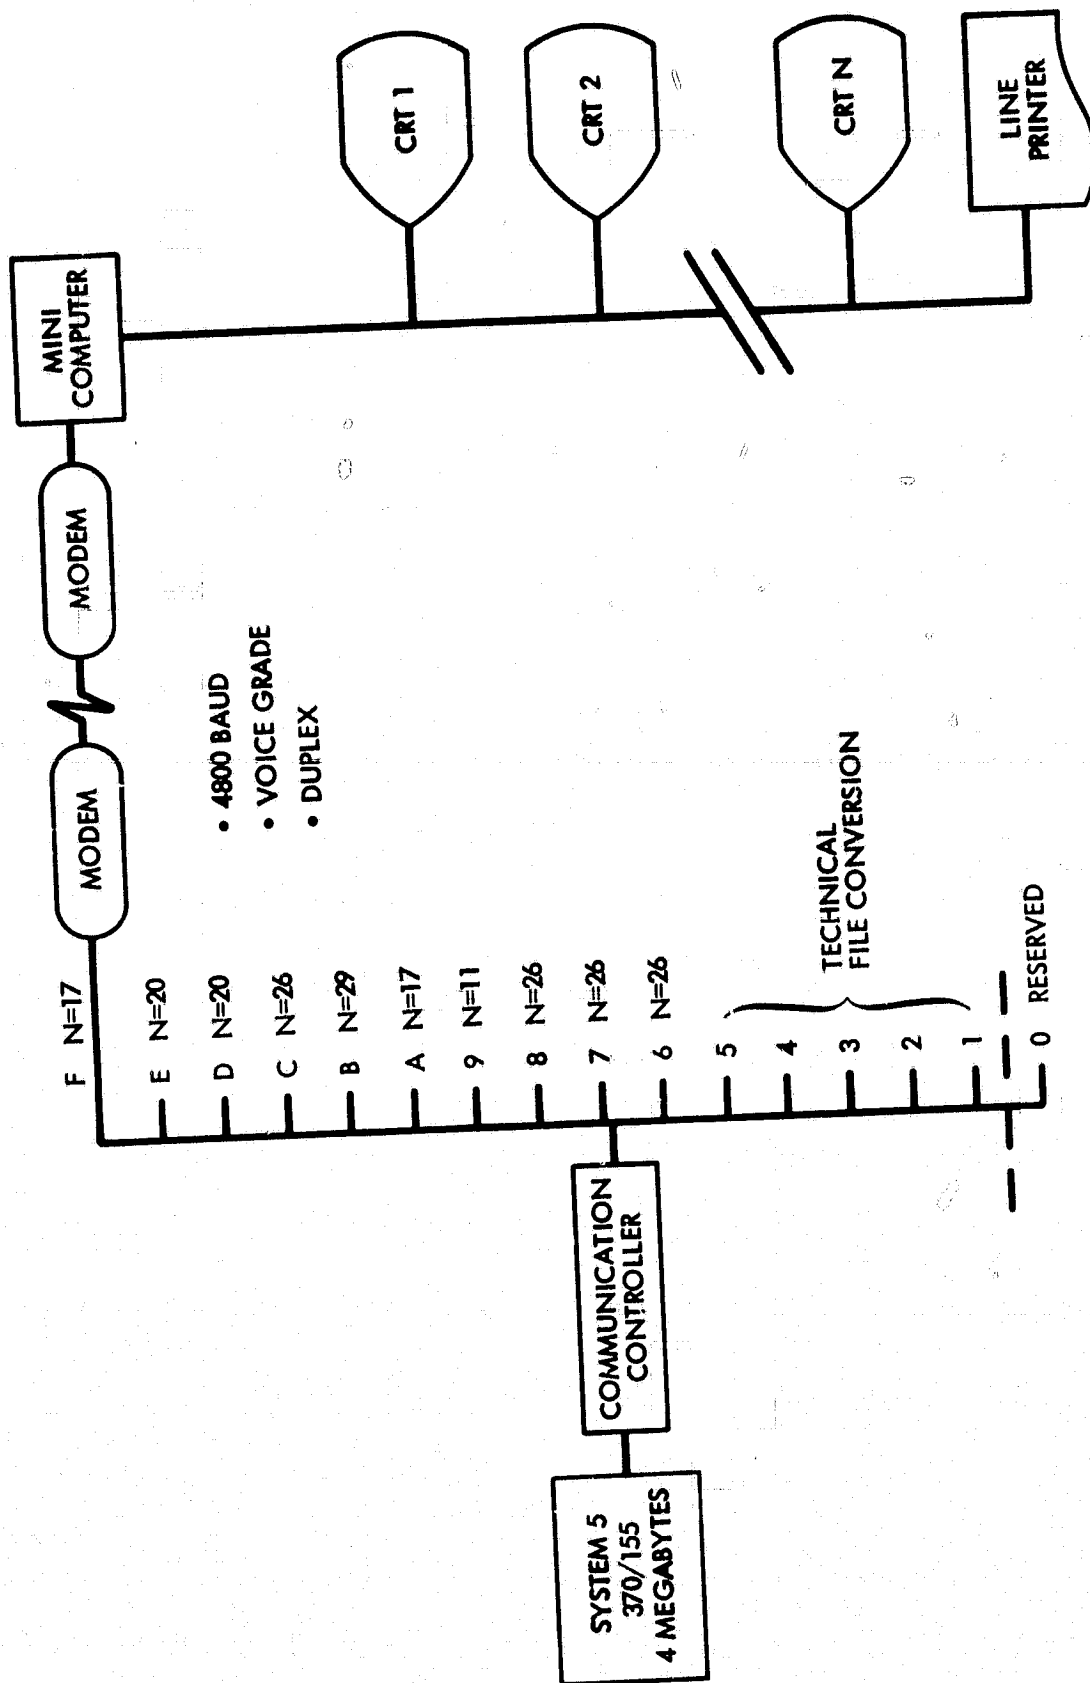 SYSTEM 5
370/155
4 MEGABYTES
COMMUNICATION
CONTROLLER
F N=17
E N=20
D N=20
C N=26
B N=29
A N=17
9 N=11
8 N=26
7 N=26
6 N=26
5
4
3
2
1
0 RESERVED
TECHNICAL
FILE CONVERSION
• 4800 BAUD
• VOICE GRADE
• DUPLEX
MODEM
MODEM
MINI
COMPUTER
CRT 1
CRT 2
CRT N
LINE
PRINTER